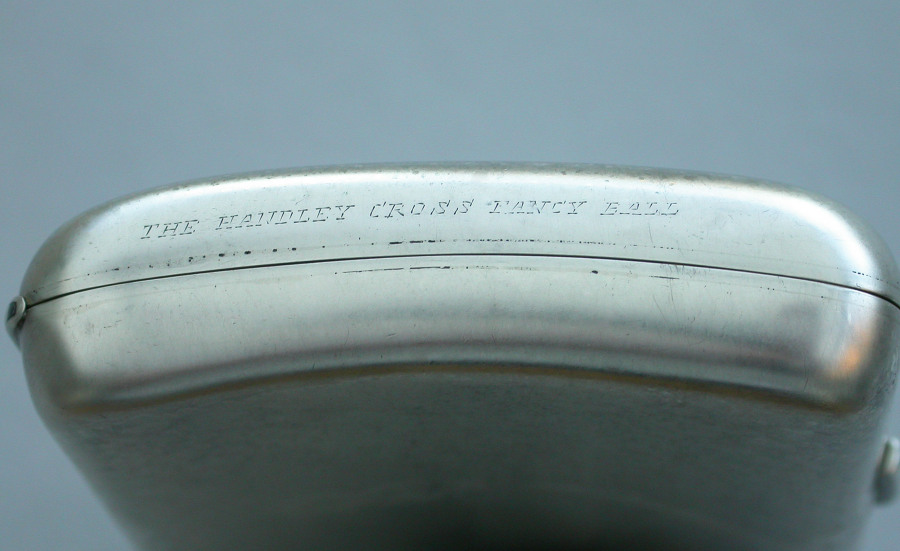 THE HANDLEY CROSS FANCY BALL